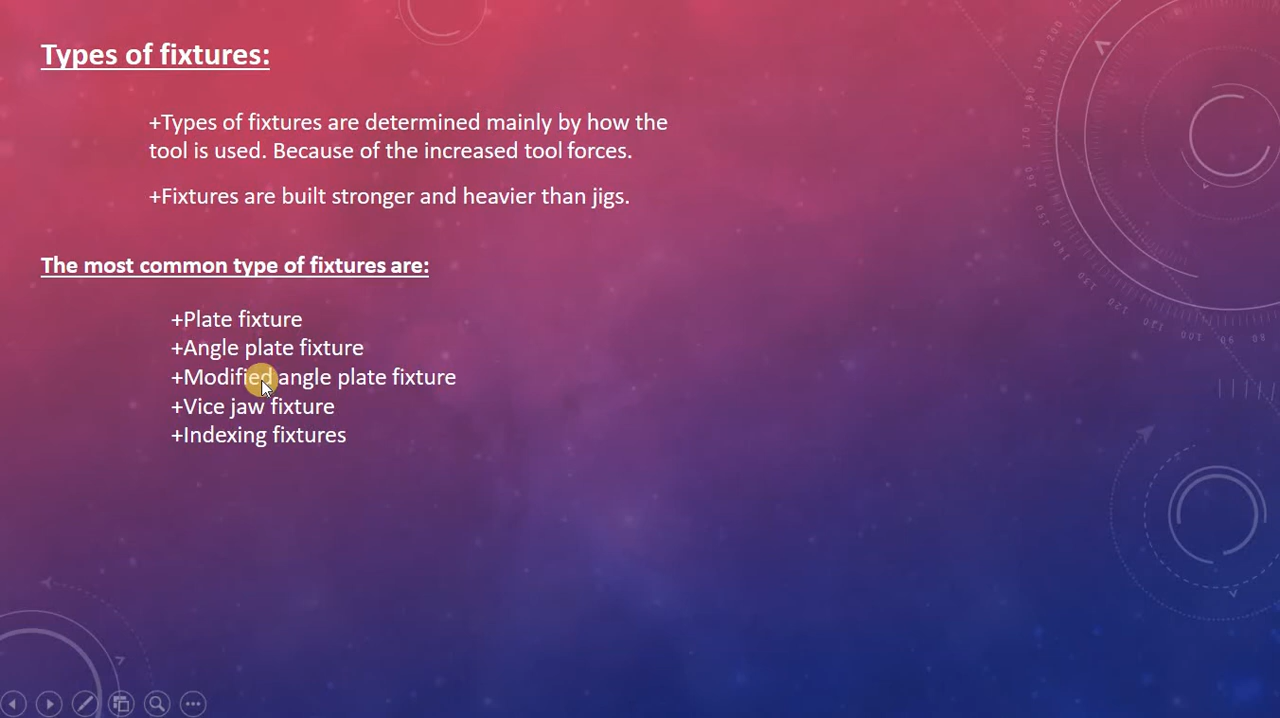 Types of fixtures:
+Types of fixtures are determined mainly by how the
tool is used. Because of the increased tool forces.
+Fixtures are built stronger and heavier than jigs.
The most common type of fixtures are:
+Plate fixture
+Angle plate fixture
+Modified angle plate fixture
+Vice jaw fixture
+Indexing fixtures